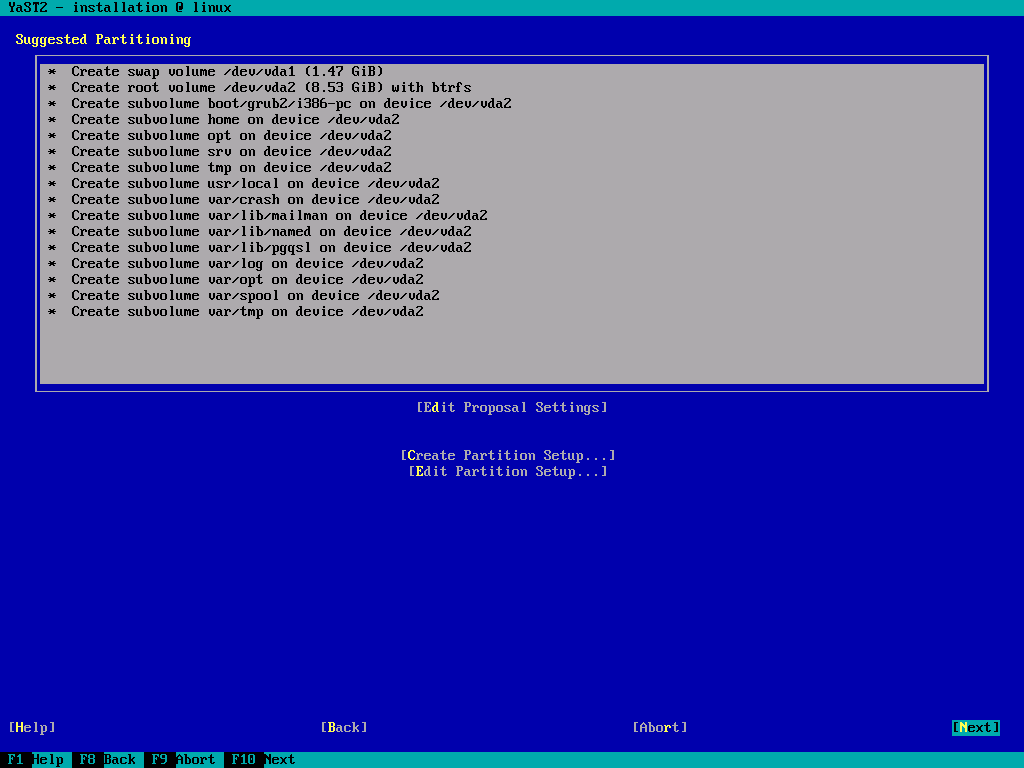 YaST2 - installation @ linux
Suggested Partitioning
* Create swap volume /dev/vda1 (1.47 GiB)
* Create root volume /dev/vda2 (8.53 GiB) with btrfs
* Create subvolume boot/grub2/i386-pc on device /dev/vda2
* Create subvolume home on device /dev/vda2
* Create subvolume opt on device /dev/vda2
* Create subvolume srv on device /dev/vda2
* Create subvolume tmp on device /dev/vda2
* Create subvolume usr/local on device /dev/vda2
* Create subvolume var/crash on device /dev/vda2
* Create subvolume var/lib/mailman on device /dev/vda2
* Create subvolume var/lib/named on device /dev/vda2
* Create subvolume var/lib/pgqsl on device /dev/vda2
* Create subvolume var/log on device /dev/vda2
* Create subvolume var/opt on device /dev/vda2
* Create subvolume var/spool on device /dev/vda2
* Create subvolume var/tmp on device /dev/vda2
[Edit Proposal Settings]
[Create Partition Setup...]
[Edit Partition Setup...]
[Help] [Back] [Abort] [Next]
F1 Help F8 Back F9 Abort F10 Next